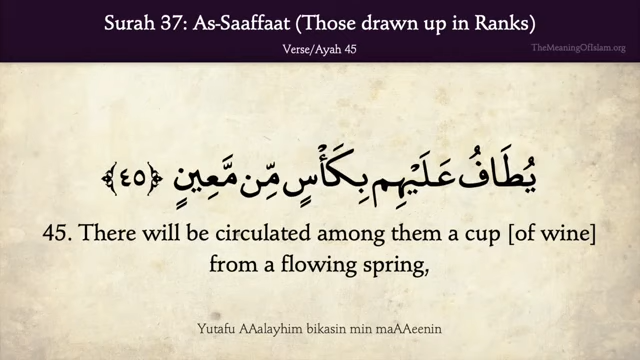 Surah 37: As-Saaffaat (Those drawn up in Ranks)
Verse/Ayah 45
TheMeaningOfIslam.org
يُطَافُ عَلَيْهِم بِكَأْسٍ مِّن مَّعِينٍ ﴿٤٥﴾
45. There will be circulated among them a cup [of wine]
from a flowing spring,
Yutafu AAalayhim bikasin min maAAeenin